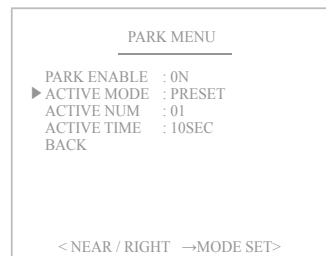 PARK MENU
PARK ENABLE : 0N
▶ ACTIVE MODE : PRESET
ACTIVE NUM : 01
ACTIVE TIME : 10SEC
BACK
< NEAR / RIGHT →MODE SET>